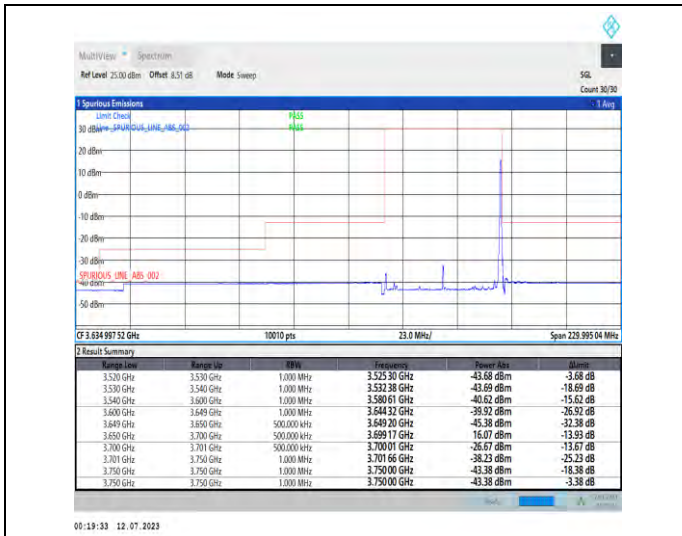 MultiView Spectrum
Ref Level 25.00 dBm Offset 8.51 dB Mode Sweep SGL
Count 30/30
1 Spurious Emissions 1 Avg
Limit Check PASS
30 dBm Line _SPURIOUS_LINE_ABS_002 PASS
20 dBm
10 dBm
0 dBm
-10 dBm
-20 dBm
-30 dBm
SPURIOUS_LINE_ABS_002
-40 dBm
-50 dBm
CF 3.634 997 52 GHz 10010 pts 23.0 MHz/ Span 229.995 04 MHz
2 Result Summary
Range Low Range Up RBW Frequency Power Abs ΔLimit
3.520 GHz 3.530 GHz 1.000 MHz 3.525 30 GHz -43.68 dBm -3.68 dB
3.530 GHz 3.540 GHz 1.000 MHz 3.532 38 GHz -43.69 dBm -18.69 dB
3.540 GHz 3.600 GHz 1.000 MHz 3.580 61 GHz -40.62 dBm -15.62 dB
3.600 GHz 3.649 GHz 1.000 MHz 3.644 32 GHz -39.92 dBm -26.92 dB
3.649 GHz 3.650 GHz 500.000 kHz 3.649 20 GHz -45.38 dBm -32.38 dB
3.650 GHz 3.700 GHz 500.000 kHz 3.699 17 GHz 16.07 dBm -13.93 dB
3.700 GHz 3.701 GHz 500.000 kHz 3.700 01 GHz -26.67 dBm -13.67 dB
3.701 GHz 3.750 GHz 1.000 MHz 3.701 66 GHz -38.23 dBm -25.23 dB
3.750 GHz 3.750 GHz 1.000 MHz 3.750 00 GHz -43.38 dBm -18.38 dB
3.750 GHz 3.750 GHz 1.000 MHz 3.750 00 GHz -43.38 dBm -3.38 dB
00:19:33 12.07.2023